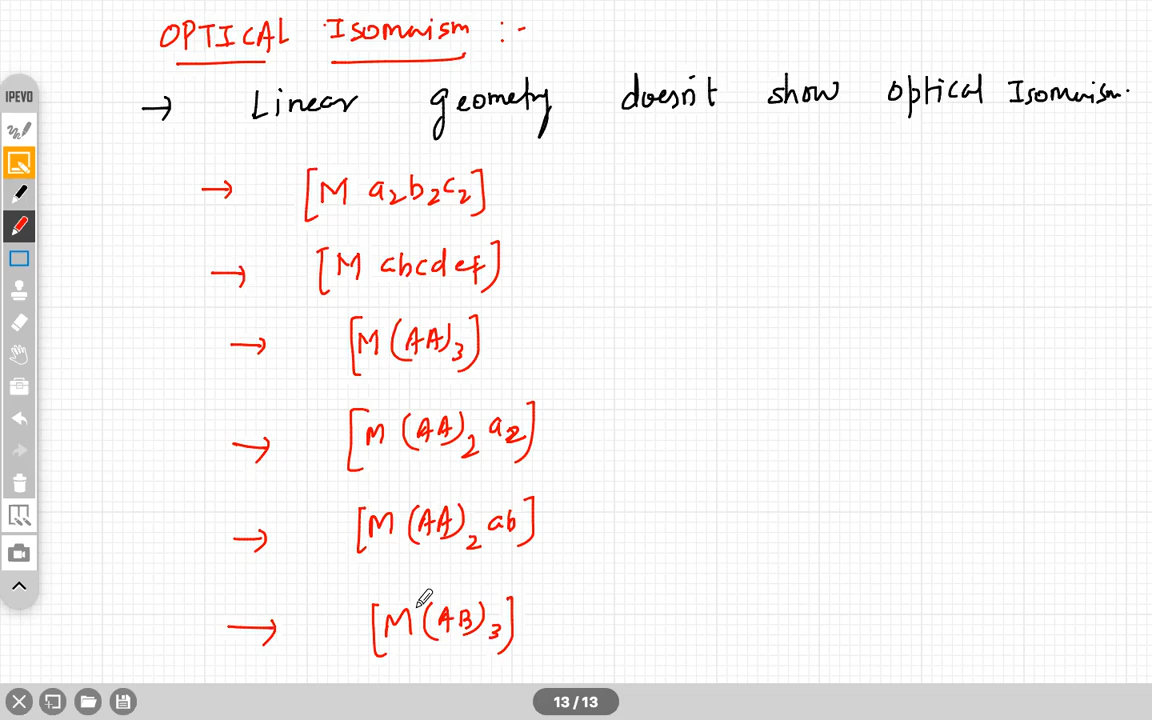 OPTICAL Isomerism :-
IPEVO
→ Linear geometry doesn't show optical Isomerism.
→ [M a₂b₂c₂]
→ [M abcdef]
→ [M (AA)₃]
→ [M (AA)₂ a₂]
→ [M (AA)₂ ab]
→ [M (AB)₃]
13/13